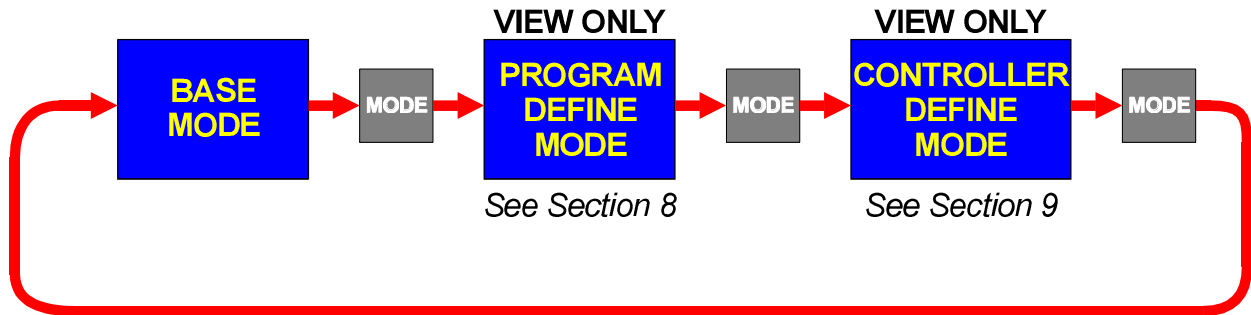 VIEW ONLY
VIEW ONLY
BASE
MODE
MODE
PROGRAM
DEFINE
MODE
MODE
CONTROLLER
DEFINE
MODE
MODE
See Section 8
See Section 9